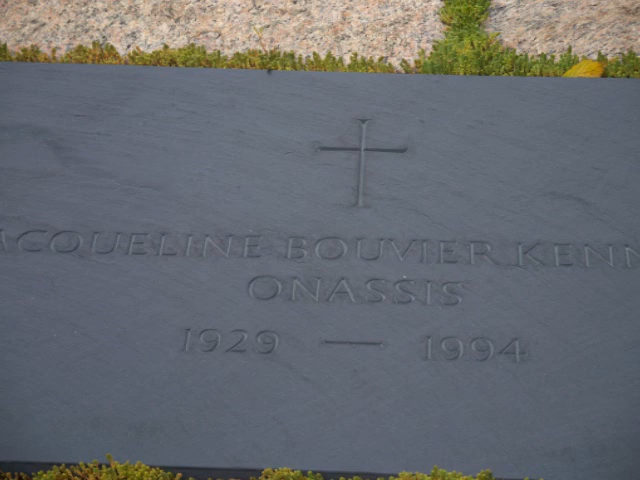 ACQUELINE BOUVIER KENN
ONASSIS
1929 — 1994